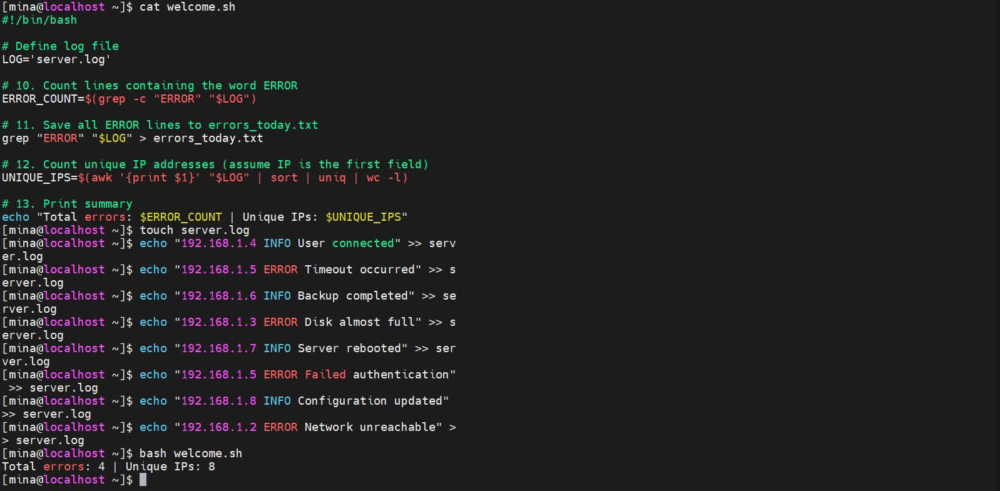 [mina@localhost ~]$ cat welcome.sh
#!/bin/bash
# Define log file
LOG='server.log'
# 10. Count lines containing the word ERROR
ERROR_COUNT=$(grep -c "ERROR" "$LOG")
# 11. Save all ERROR lines to errors_today.txt
grep "ERROR" "$LOG" > errors_today.txt
# 12. Count unique IP addresses (assume IP is the first field)
UNIQUE_IPS=$(awk '{print $1}' "$LOG" | sort | uniq | wc -l)
# 13. Print summary
echo "Total errors: $ERROR_COUNT | Unique IPs: $UNIQUE_IPS"
[mina@localhost ~]$ touch server.log
[mina@localhost ~]$ echo "192.168.1.4 INFO User connected" >> serv
er.log
[mina@localhost ~]$ echo "192.168.1.5 ERROR Timeout occurred" >> s
erver.log
[mina@localhost ~]$ echo "192.168.1.6 INFO Backup completed" >> se
rver.log
[mina@localhost ~]$ echo "192.168.1.3 ERROR Disk almost full" >> s
erver.log
[mina@localhost ~]$ echo "192.168.1.7 INFO Server rebooted" >> ser
ver.log
[mina@localhost ~]$ echo "192.168.1.5 ERROR Failed authentication"
 >> server.log
[mina@localhost ~]$ echo "192.168.1.8 INFO Configuration updated"
>> server.log
[mina@localhost ~]$ echo "192.168.1.2 ERROR Network unreachable" >
> server.log
[mina@localhost ~]$ bash welcome.sh
Total errors: 4 | Unique IPs: 8
[mina@localhost ~]$